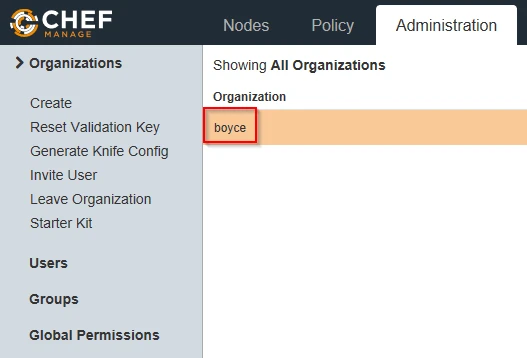 CHEF
MANAGE
Nodes Policy Administration
Organizations
Create
Reset Validation Key
Generate Knife Config
Invite User
Leave Organization
Starter Kit
Users
Groups
Global Permissions
Showing All Organizations
Organization
boyce